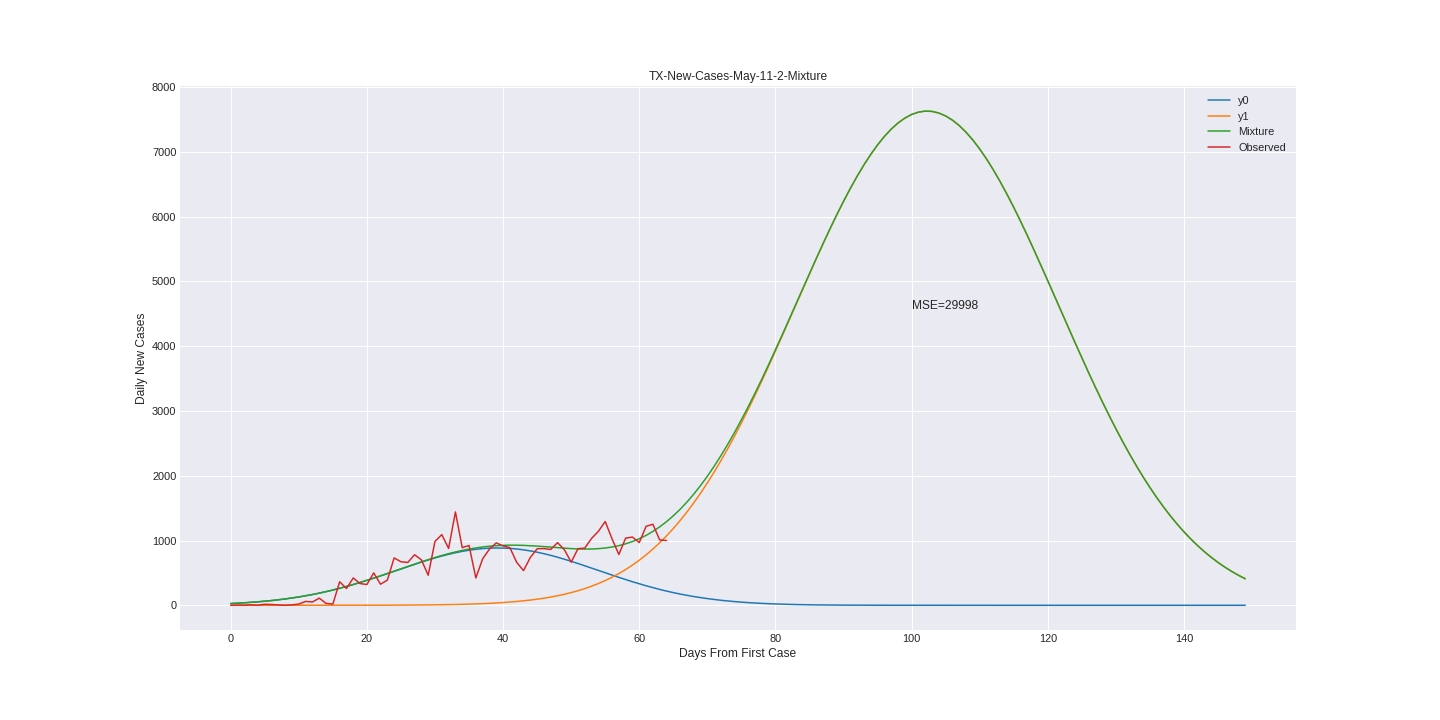 TX-New-Cases-May-11-2-Mixture
8000
7000
6000
5000
4000
3000
2000
1000
0
Daily New Cases
y0
y1
Mixture
Observed
MSE=29998
0 20 40 60 80 100 120 140
Days From First Case